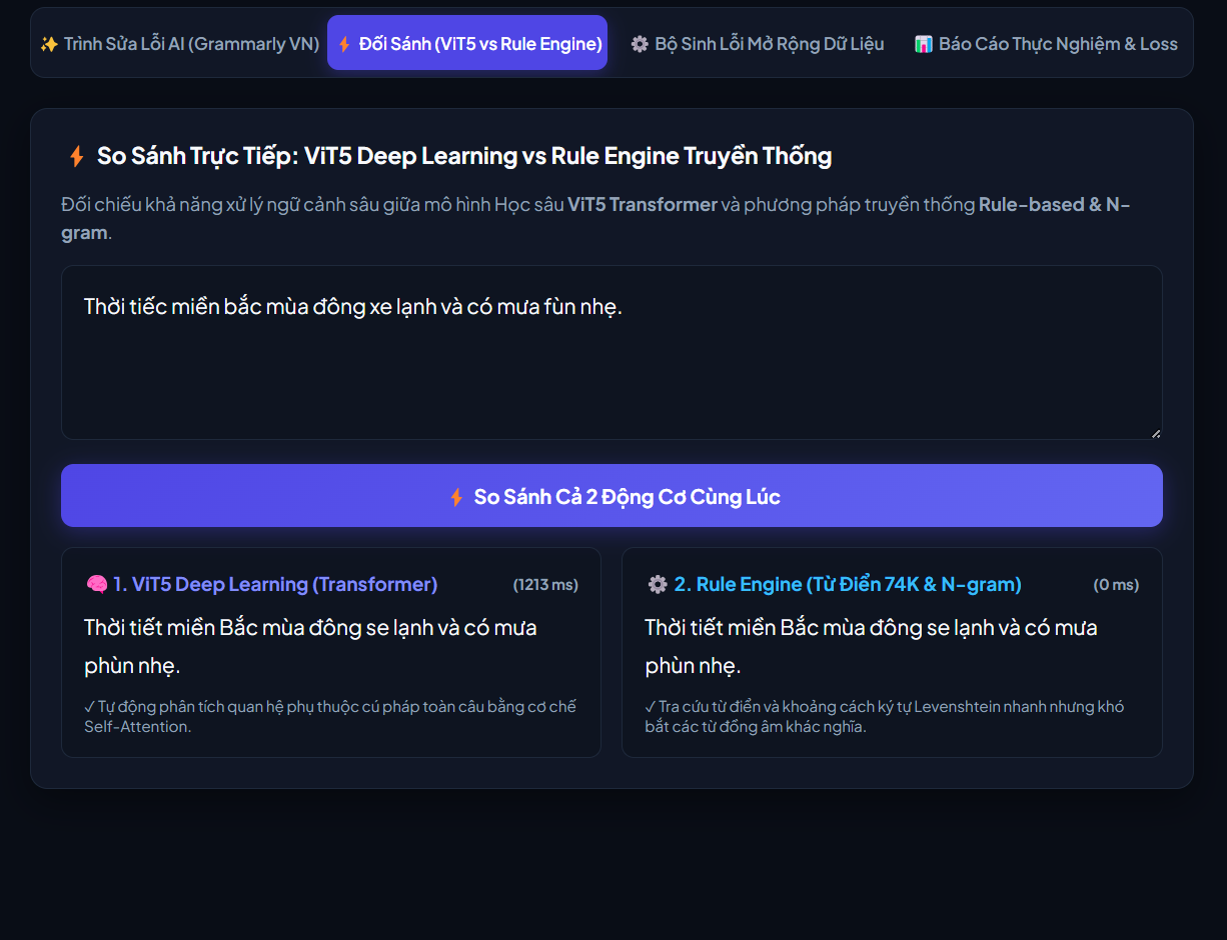 ✨ Trình Sửa Lỗi AI (Grammarly VN)
⚡ Đối Sánh (ViT5 vs Rule Engine)
⚙️ Bộ Sinh Lỗi Mở Rộng Dữ Liệu
📊 Báo Cáo Thực Nghiệm & Loss
⚡ So Sánh Trực Tiếp: ViT5 Deep Learning vs Rule Engine Truyền Thống
Đối chiếu khả năng xử lý ngữ cảnh sâu giữa mô hình Học sâu ViT5 Transformer và phương pháp truyền thống Rule-based & N-
gram.
Thời tiếc miền bắc mùa đông xe lạnh và có mưa fùn nhẹ.
⚡ So Sánh Cả 2 Động Cơ Cùng Lúc
🧠 1. ViT5 Deep Learning (Transformer) (1213 ms)
Thời tiết miền Bắc mùa đông se lạnh và có mưa
phùn nhẹ.
✓ Tự động phân tích quan hệ phụ thuộc cú pháp toàn câu bằng cơ chế
Self-Attention.
⚙️ 2. Rule Engine (Từ Điển 74K & N-gram) (0 ms)
Thời tiết miền Bắc mùa đông se lạnh và có mưa
phùn nhẹ.
✓ Tra cứu từ điển và khoảng cách ký tự Levenshtein nhanh nhưng khó
bắt các từ đồng âm khác nghĩa.